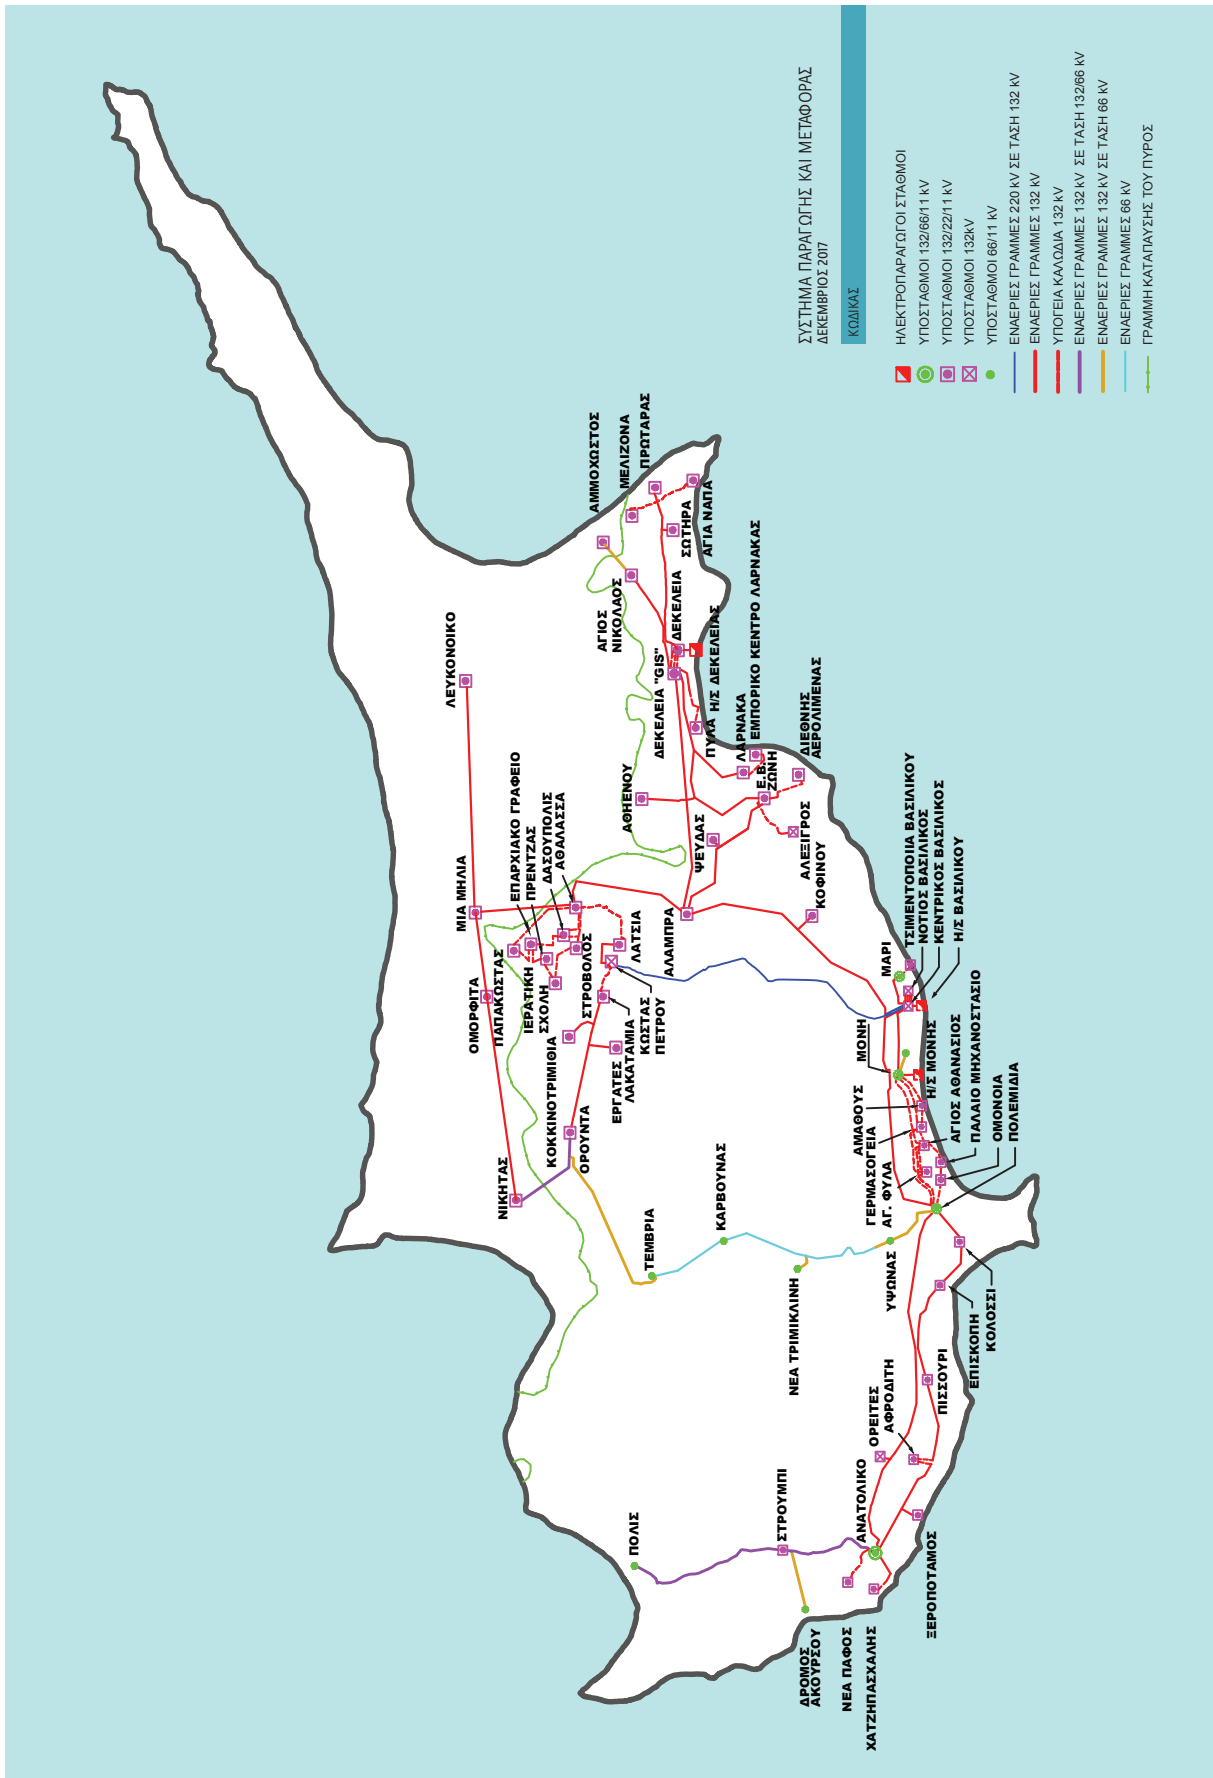 ΣΥΣΤΗΜΑ ΠΑΡΑΓΩΓΗΣ ΚΑΙ ΜΕΤΑΦΟΡΑΣ
ΔΕΚΕΜΒΡΙΟΣ 2017
ΚΩΔΙΚΑΣ
ΗΛΕΚΤΡΟΠΑΡΑΓΩΓΟΙ ΣΤΑΘΜΟΙ
ΥΠΟΣΤΑΘΜΟΙ 132/66/11 kV
ΥΠΟΣΤΑΘΜΟΙ 132/22/11 kV
ΥΠΟΣΤΑΘΜΟΙ 132kV
ΥΠΟΣΤΑΘΜΟΙ 66/11 kV
ΕΝΑΕΡΙΕΣ ΓΡΑΜΜΕΣ 220 kV ΣΕ ΤΑΣΗ 132 kV
ΕΝΑΕΡΙΕΣ ΓΡΑΜΜΕΣ 132 kV
ΥΠΟΓΕΙΑ ΚΑΛΩΔΙΑ 132 kV
ΕΝΑΕΡΙΕΣ ΓΡΑΜΜΕΣ 132 kV ΣΕ ΤΑΣΗ 132/66 kV
ΕΝΑΕΡΙΕΣ ΓΡΑΜΜΕΣ 132 kV ΣΕ ΤΑΣΗ 66 kV
ΕΝΑΕΡΙΕΣ ΓΡΑΜΜΕΣ 66 kV
ΓΡΑΜΜΗ ΚΑΤΑΠΑΥΣΗΣ ΤΟΥ ΠΥΡΟΣ
ΛΕΥΚΟΝΟΙΚΟ
ΜΙΑ ΜΗΛΙΑ
ΟΜΟΡΦΙΤΑ
ΝΙΚΗΤΑΣ
ΠΑΠΑΚΩΣΤΑΣ
ΕΠΑΡΧΙΑΚΟ ΓΡΑΦΕΙΟ
ΠΡΕΝΤΖΑΣ
ΔΑΣΟΥΠΟΛΙΣ
ΑΘΑΛΑΣΣΑ
ΙΕΡΑΤΙΚΗ
ΣΧΟΛΗ
ΣΤΡΟΒΟΛΟΣ
ΛΑΤΣΙΑ
ΚΟΚΚΙΝΟΤΡΙΜΙΘΙΑ
ΟΡΟΥΝΤΑ
ΕΡΓΑΤΕΣ
ΛΑΚΑΤΑΜΙΑ
ΚΩΣΤΑΣ
ΠΕΤΡΟΥ
ΑΛΑΜΠΡΑ
ΑΜΜΟΧΩΣΤΟΣ
ΜΕΛΙΖΟΝΑ
ΠΡΩΤΑΡΑΣ
ΑΓΙΟΣ
ΝΙΚΟΛΑΟΣ
ΣΩΤΗΡΑ
ΑΓΙΑ ΝΑΠΑ
ΔΕΚΕΛΕΙΑ
ΔΕΚΕΛΕΙΑ "GIS"
Η/Σ ΔΕΚΕΛΕΙΑΣ
ΠΥΛΑ
ΑΘΗΕΝΟΥ
ΛΑΡΝΑΚΑ
ΕΜΠΟΡΙΚΟ ΚΕΝΤΡΟ ΛΑΡΝΑΚΑΣ
Ε.Β.
ΖΩΝΗ
ΔΙΕΘΝΗΣ
ΑΕΡΟΛΙΜΕΝΑΣ
ΨΕΥΔΑΣ
ΑΛΕΞΙΓΡΟΣ
ΚΟΦΙΝΟΥ
ΜΑΡΙ
ΤΣΙΜΕΝΤΟΠΟΙΙΑ ΒΑΣΙΛΙΚΟΥ
ΝΟΤΙΟΣ ΒΑΣΙΛΙΚΟΣ
ΚΕΝΤΡΙΚΟΣ ΒΑΣΙΛΙΚΟΣ
Η/Σ ΒΑΣΙΛΙΚΟΥ
ΜΟΝΗ
Η/Σ ΜΟΝΗΣ
ΑΜΑΘΟΥΣ
ΓΕΡΜΑΣΟΓΕΙΑ
ΑΓ. ΦΥΛΑ
ΑΓΙΟΣ ΑΘΑΝΑΣΙΟΣ
ΠΑΛΑΙΟ ΜΗΧΑΝΟΣΤΑΣΙΟ
ΟΜΟΝΟΙΑ
ΠΟΛΕΜΙΔΙΑ
ΤΕΜΒΡΙΑ
ΚΑΡΒΟΥΝΑΣ
ΝΕΑ ΤΡΙΜΙΚΛΙΝΗ
ΥΨΩΝΑΣ
ΕΠΙΣΚΟΠΗ
ΚΟΛΟΣΣΙ
ΠΙΣΣΟΥΡΙ
ΟΡΕΙΤΕΣ
ΑΦΡΟΔΙΤΗ
ΑΝΑΤΟΛΙΚΟ
ΞΕΡΟΠΟΤΑΜΟΣ
ΠΟΛΙΣ
ΣΤΡΟΥΜΠΙ
ΔΡΟΜΟΣ
ΑΚΟΥΡΣΟΥ
ΝΕΑ ΠΑΦΟΣ
ΧΑΤΖΗΠΑΣΧΑΛΗΣ